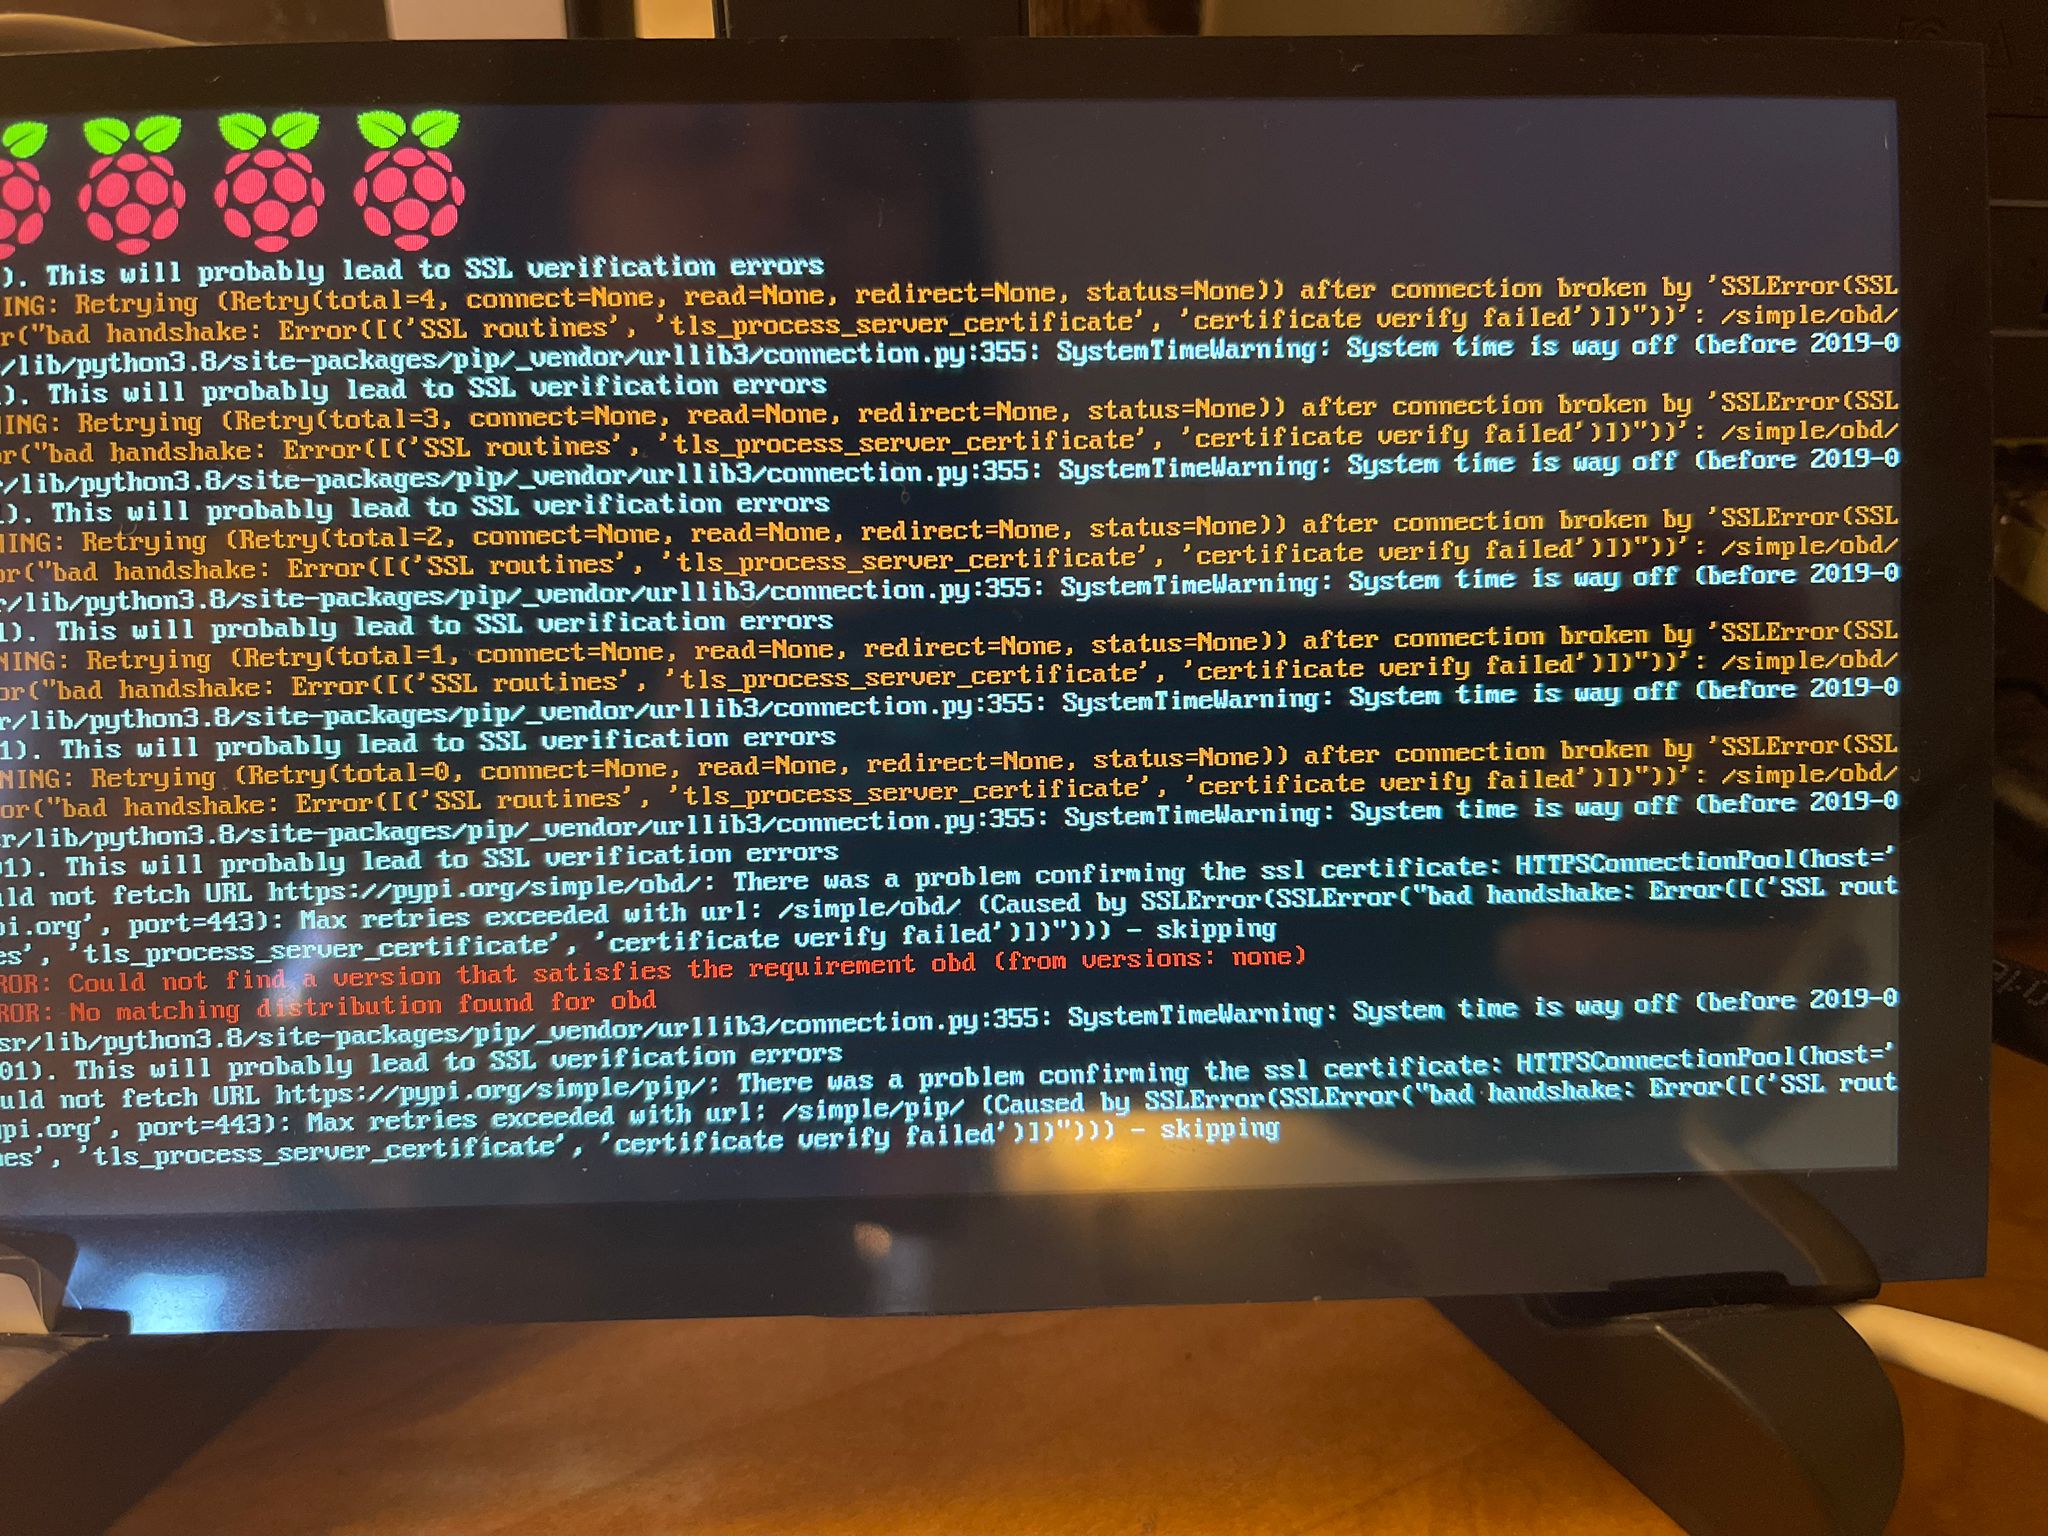 ). This will probably lead to SSL verification errors
ING: Retrying (Retry(total=4, connect=None, read=None, redirect=None, status=None)) after connection broken by 'SSLError(SSL
r("bad handshake: Error([('SSL routines', 'tls_process_server_certificate', 'certificate verify failed')])"))': /simple/obd/
/lib/python3.8/site-packages/pip/_vendor/urllib3/connection.py:355: SystemTimeWarning: System time is way off (before 2019-0
). This will probably lead to SSL verification errors
ING: Retrying (Retry(total=3, connect=None, read=None, redirect=None, status=None)) after connection broken by 'SSLError(SSL
or("bad handshake: Error([('SSL routines', 'tls_process_server_certificate', 'certificate verify failed')])"))': /simple/obd/
r/lib/python3.8/site-packages/pip/_vendor/urllib3/connection.py:355: SystemTimeWarning: System time is way off (before 2019-0
). This will probably lead to SSL verification errors
NING: Retrying (Retry(total=2, connect=None, read=None, redirect=None, status=None)) after connection broken by 'SSLError(SSL
or("bad handshake: Error([('SSL routines', 'tls_process_server_certificate', 'certificate verify failed')])"))': /simple/obd/
r/lib/python3.8/site-packages/pip/_vendor/urllib3/connection.py:355: SystemTimeWarning: System time is way off (before 2019-0
1). This will probably lead to SSL verification errors
NING: Retrying (Retry(total=1, connect=None, read=None, redirect=None, status=None)) after connection broken by 'SSLError(SSL
or("bad handshake: Error([('SSL routines', 'tls_process_server_certificate', 'certificate verify failed')])"))': /simple/obd/
r/lib/python3.8/site-packages/pip/_vendor/urllib3/connection.py:355: SystemTimeWarning: System time is way off (before 2019-0
1). This will probably lead to SSL verification errors
NING: Retrying (Retry(total=0, connect=None, read=None, redirect=None, status=None)) after connection broken by 'SSLError(SSL
or("bad handshake: Error([('SSL routines', 'tls_process_server_certificate', 'certificate verify failed')])"))': /simple/obd/
r/lib/python3.8/site-packages/pip/_vendor/urllib3/connection.py:355: SystemTimeWarning: System time is way off (before 2019-0
01). This will probably lead to SSL verification errors
uld not fetch URL https://pypi.org/simple/obd/: There was a problem confirming the ssl certificate: HTTPSConnectionPool(host='
pi.org', port=443): Max retries exceeded with url: /simple/obd/ (Caused by SSLError(SSLError("bad handshake: Error([('SSL rout
es', 'tls_process_server_certificate', 'certificate verify failed')])"))) - skipping
ROR: Could not find a version that satisfies the requirement obd (from versions: none)
ROR: No matching distribution found for obd
sr/lib/python3.8/site-packages/pip/_vendor/urllib3/connection.py:355: SystemTimeWarning: System time is way off (before 2019-0
01). This will probably lead to SSL verification errors
uld not fetch URL https://pypi.org/simple/pip/: There was a problem confirming the ssl certificate: HTTPSConnectionPool(host='
pi.org', port=443): Max retries exceeded with url: /simple/pip/ (Caused by SSLError(SSLError("bad handshake: Error([('SSL rout
nes', 'tls_process_server_certificate', 'certificate verify failed')])"))) - skipping